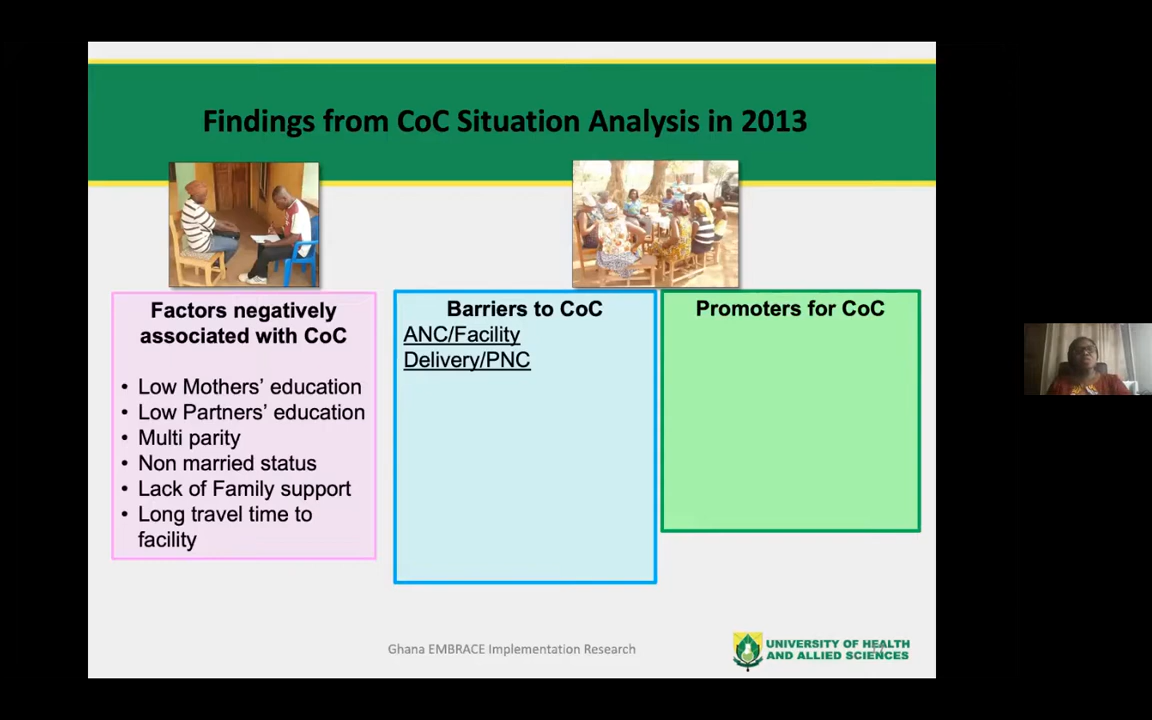 Findings from CoC Situation Analysis in 2013
Factors negatively
associated with CoC
• Low Mothers' education
• Low Partners' education
• Multi parity
• Non married status
• Lack of Family support
• Long travel time to
facility
Barriers to CoC
ANC/Facility
Delivery/PNC
Promoters for CoC
Ghana EMBRACE Implementation Research
UNIVERSITY OF HEALTH
AND ALLIED SCIENCES